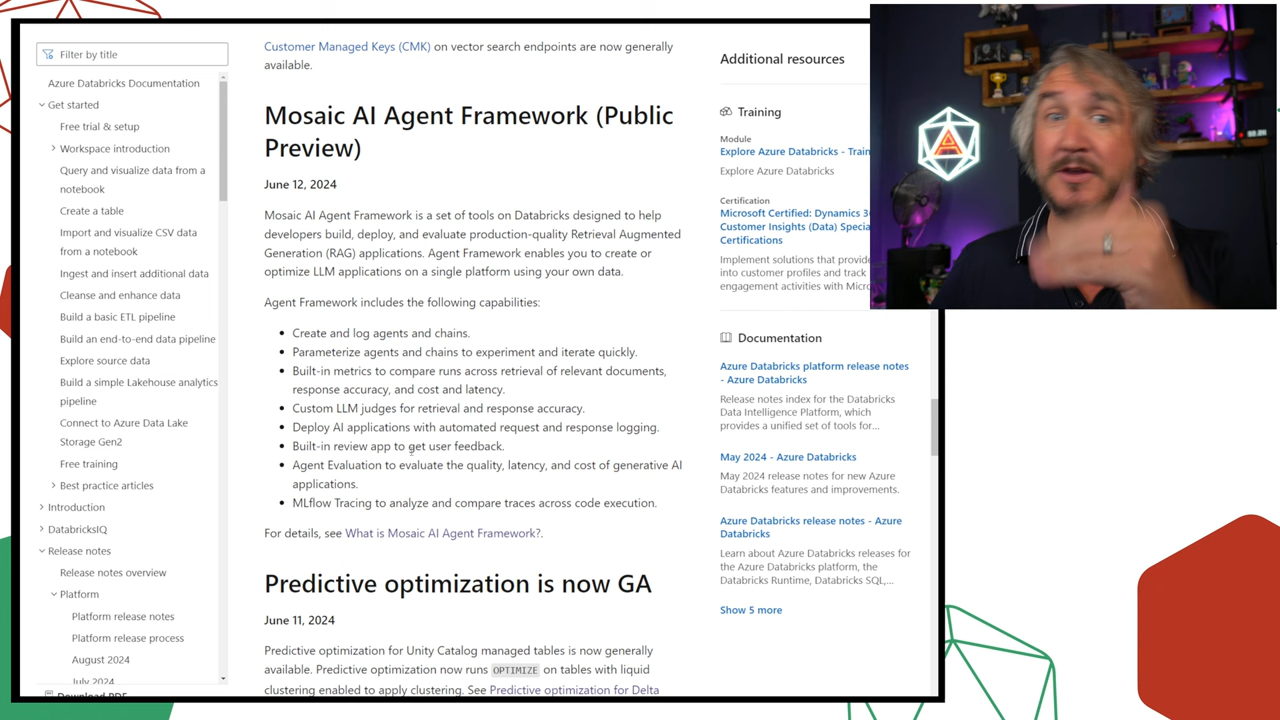 Filter by title
Azure Databricks Documentation
Get started
Free trial & setup
Workspace introduction
Query and visualize data from a
notebook
Create a table
Import and visualize CSV data
from a notebook
Ingest and insert additional data
Cleanse and enhance data
Build a basic ETL pipeline
Build an end-to-end data pipeline
Explore source data
Build a simple Lakehouse analytics
pipeline
Connect to Azure Data Lake
Storage Gen2
Free training
Best practice articles
Introduction
DatabricksIQ
Release notes
Release notes overview
Platform
Platform release notes
Platform release process
August 2024
July 2024
Download PDF
Customer Managed Keys (CMK) on vector search endpoints are now generally
available.
Mosaic AI Agent Framework (Public
Preview)
June 12, 2024
Mosaic AI Agent Framework is a set of tools on Databricks designed to help
developers build, deploy, and evaluate production-quality Retrieval Augmented
Generation (RAG) applications. Agent Framework enables you to create or
optimize LLM applications on a single platform using your own data.
Agent Framework includes the following capabilities:
Create and log agents and chains.
Parameterize agents and chains to experiment and iterate quickly.
Built-in metrics to compare runs across retrieval of relevant documents,
response accuracy, and cost and latency.
Custom LLM judges for retrieval and response accuracy.
Deploy AI applications with automated request and response logging.
Built-in review app to get user feedback.
Agent Evaluation to evaluate the quality, latency, and cost of generative AI
applications.
MLflow Tracing to analyze and compare traces across code execution.
For details, see What is Mosaic AI Agent Framework?.
Predictive optimization is now GA
June 11, 2024
Predictive optimization for Unity Catalog managed tables is now generally
available. Predictive optimization now runs OPTIMIZE on tables with liquid
clustering enabled to apply clustering. See Predictive optimization for Delta
Additional resources
Training
Module
Explore Azure Databricks - Train
Explore Azure Databricks
Certification
Microsoft Certified: Dynamics 3
Customer Insights (Data) Specia
Certifications
Implement solutions that provide
into customer profiles and track
engagement activities with Micro
Documentation
Azure Databricks platform release notes
- Azure Databricks
Release notes index for the Databricks
Data Intelligence Platform, which
provides a unified set of tools for...
May 2024 - Azure Databricks
May 2024 release notes for new Azure
Databricks features and improvements.
Azure Databricks release notes - Azure
Databricks
Learn about Azure Databricks releases for
the Azure Databricks platform, the
Databricks Runtime, Databricks SQL,...
Show 5 more